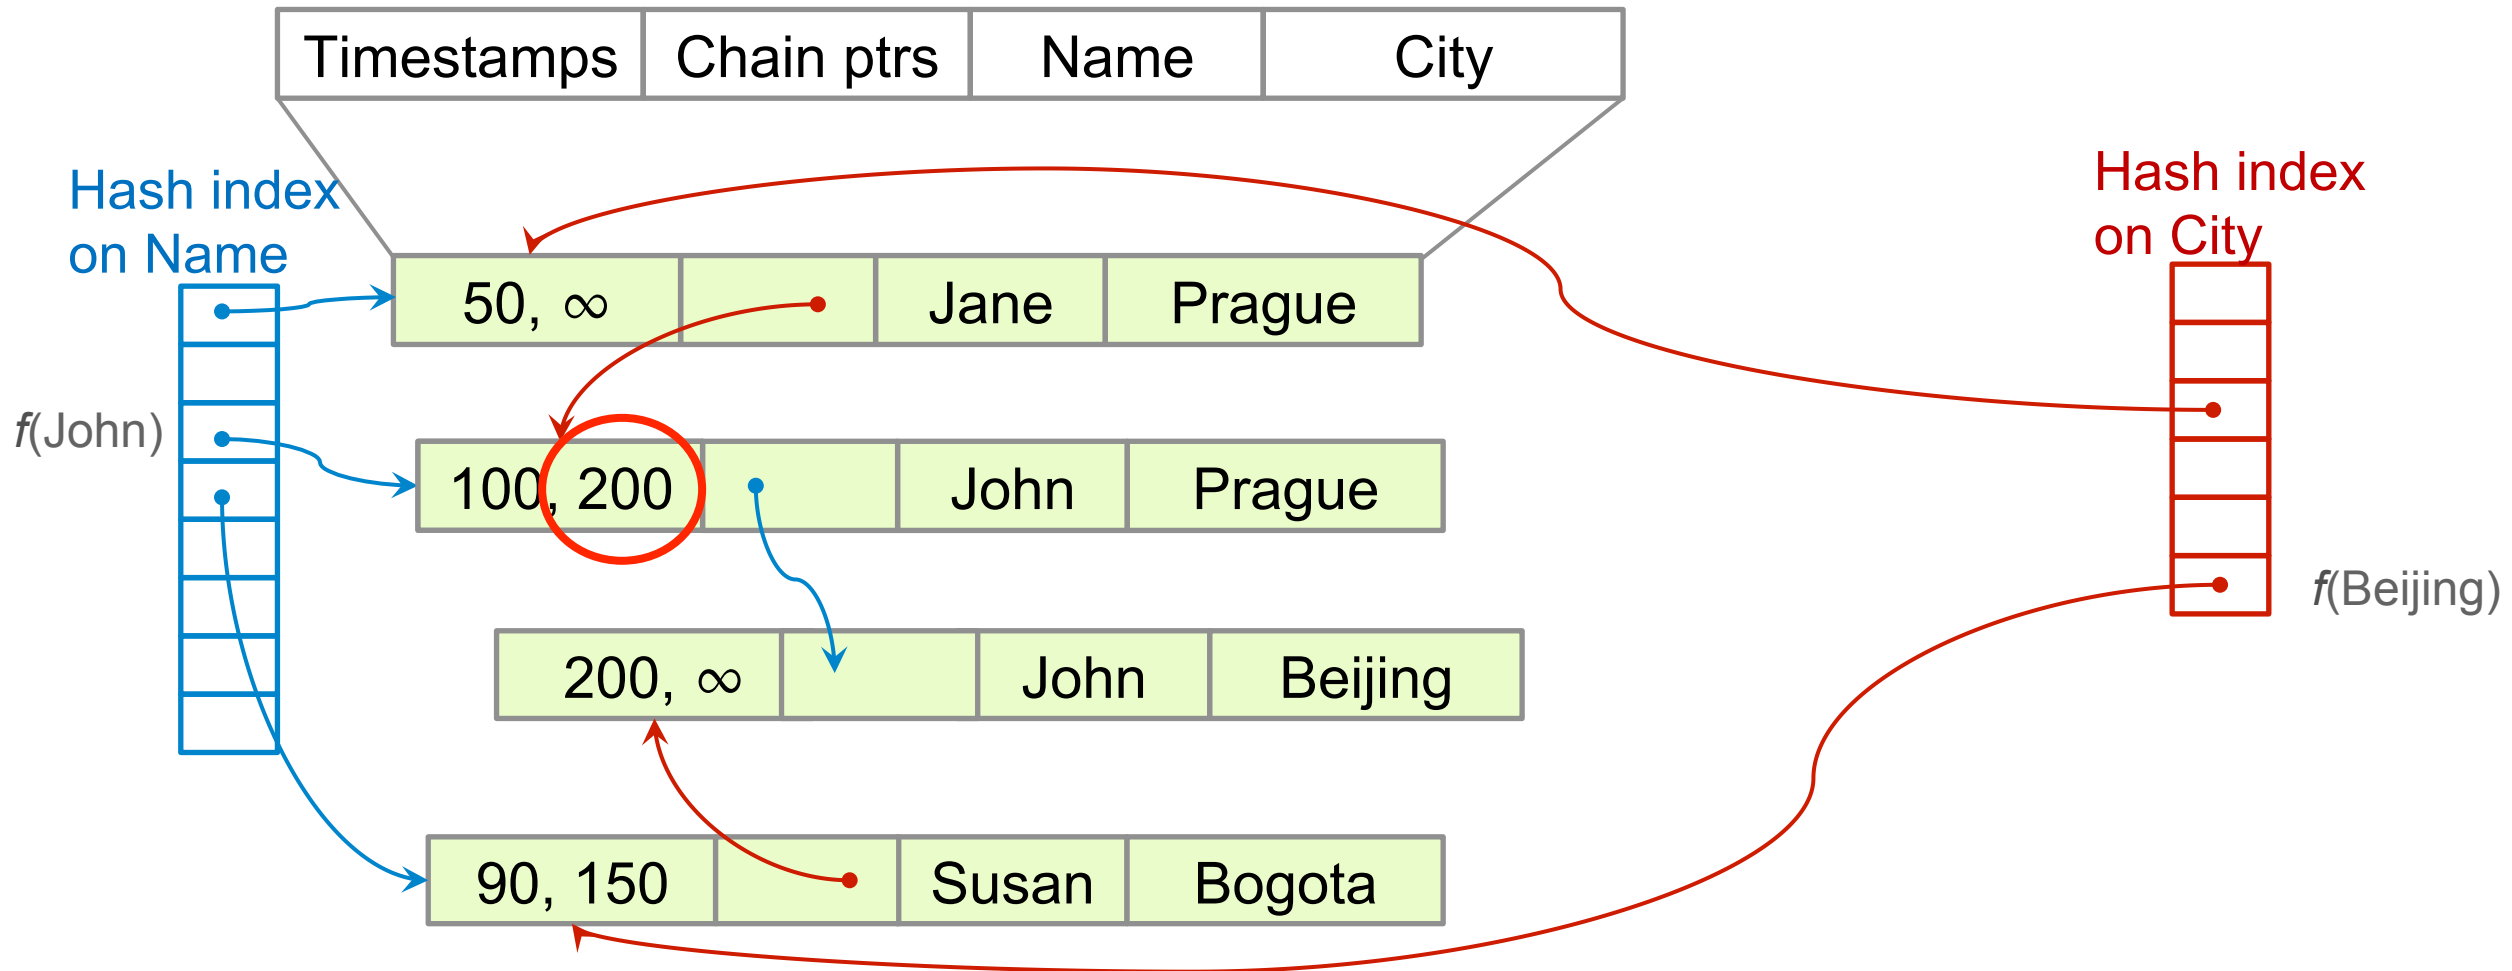 Timestamps Chain ptrs Name City
Hash index
on Name
Hash index
on City
50, ∞ Jane Prague
f(John)
100, 200 John Prague
f(Beijing)
200, ∞ John Beijing
90, 150 Susan Bogota